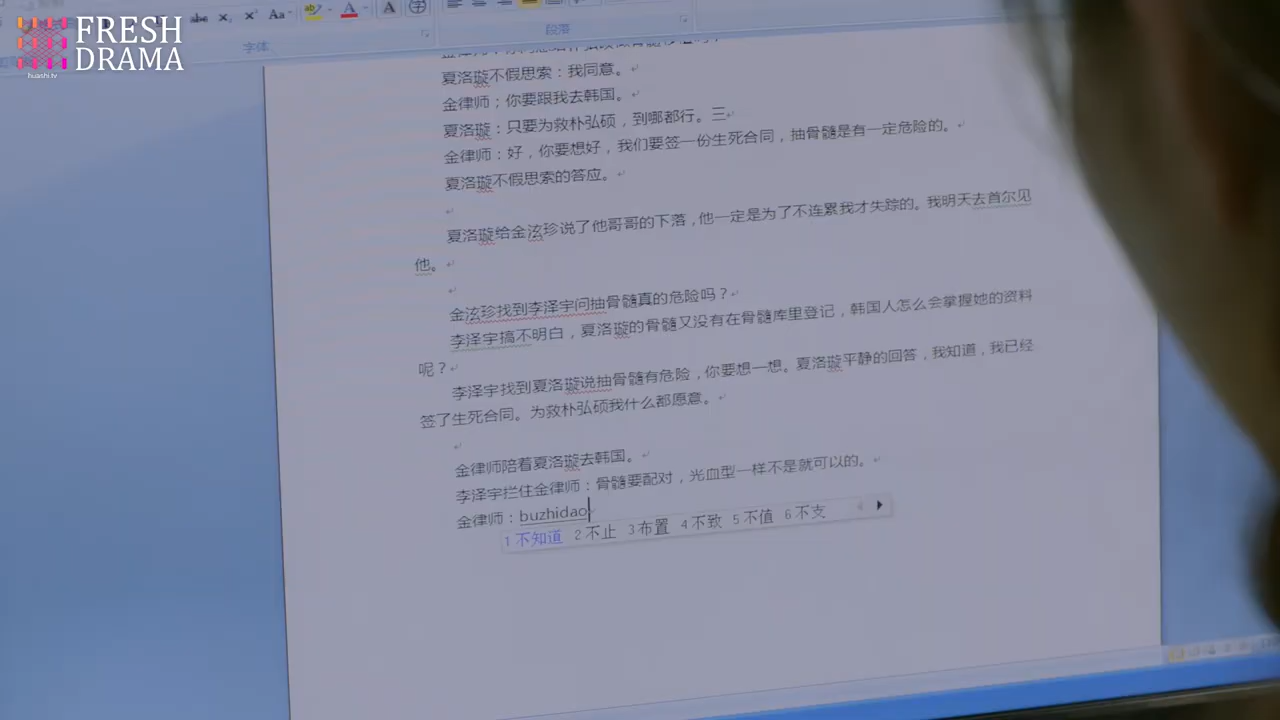 FRESH
DRAMA
huashi.tv
abc X₂ X² Aa
字体
段落
夏洛璇不假思索：我同意。
金律师；你要跟我去韩国。
夏洛璇：只要为救朴弘硕，到哪都行。三
金律师：好，你要想好，我们要签一份生死合同，抽骨髓是有一定危险的。
夏洛璇不假思索的答应。
夏洛璇给金泫珍说了他哥哥的下落，他一定是为了不连累我才失踪的。我明天去首尔见
他。
金泫珍找到李泽宇问抽骨髓真的危险吗？
李泽宇搞不明白，夏洛璇的骨髓又没有在骨髓库里登记，韩国人怎么会掌握她的资料
呢？
李泽宇找到夏洛璇说抽骨髓有危险，你要想一想。夏洛璇平静的回答，我知道，我已经
签了生死合同。为救朴弘硕我什么都愿意。
金律师陪着夏洛璇去韩国。
李泽宇拦住金律师：骨髓要配对，光血型一样不是就可以的。
金律师：buzhidao
1不知道 2不止 3布置 4不致 5不值 6不支